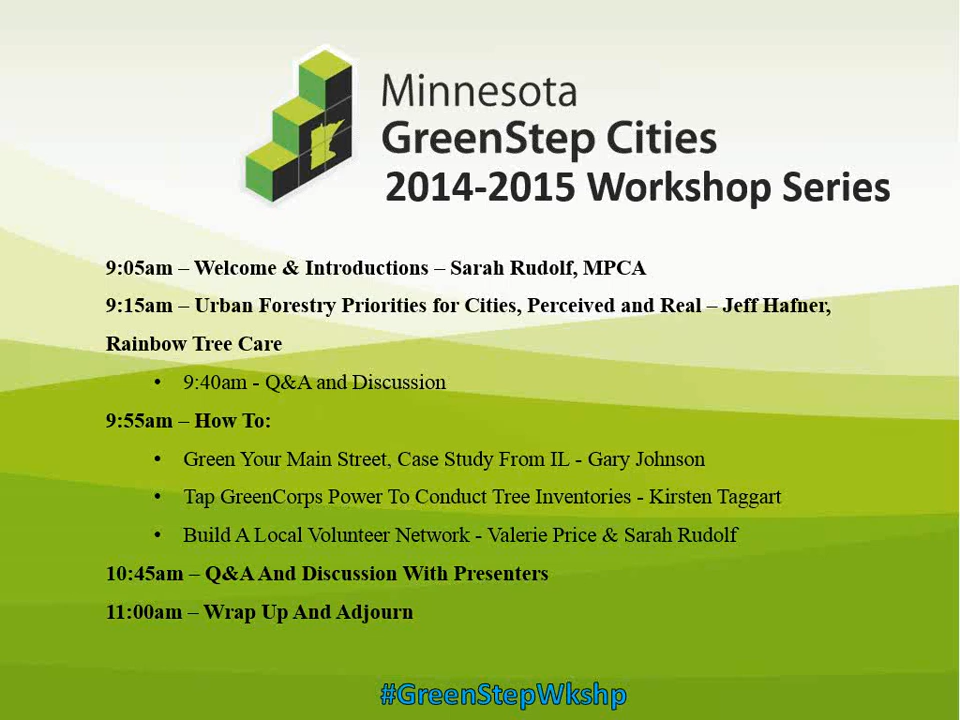 Minnesota
GreenStep Cities
2014-2015 Workshop Series
9:05am – Welcome & Introductions – Sarah Rudolf, MPCA
9:15am – Urban Forestry Priorities for Cities, Perceived and Real – Jeff Hafner,
Rainbow Tree Care
• 9:40am - Q&A and Discussion
9:55am – How To:
• Green Your Main Street, Case Study From IL - Gary Johnson
• Tap GreenCorps Power To Conduct Tree Inventories - Kirsten Taggart
• Build A Local Volunteer Network - Valerie Price & Sarah Rudolf
10:45am – Q&A And Discussion With Presenters
11:00am – Wrap Up And Adjourn
#GreenStepWkshp